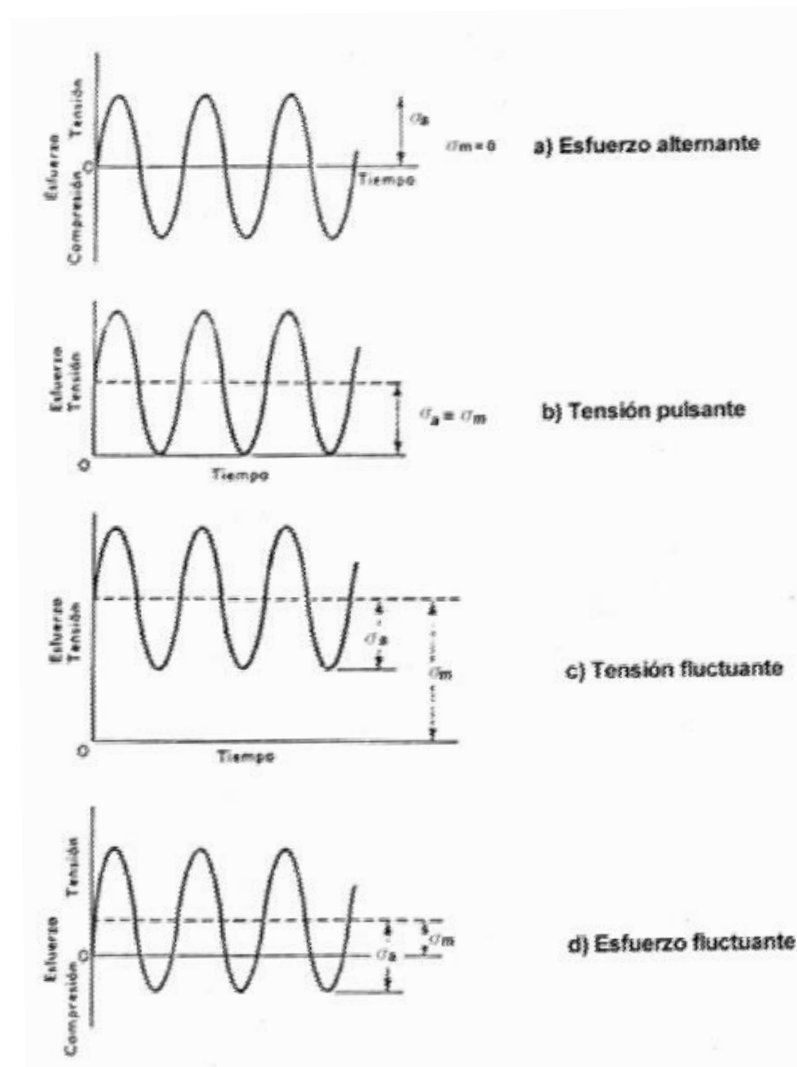 Esfuerzo
Compresión Tensión
O
σa
σm = 0
Tiempo
a) Esfuerzo alternante
Esfuerzo
Tensión
O
Tiempo
σa = σm
b) Tensión pulsante
Esfuerzo
Tensión
O
Tiempo
σa
σm
c) Tensión fluctuante
Esfuerzo
Compresión Tensión
O
σa
σm
d) Esfuerzo fluctuante